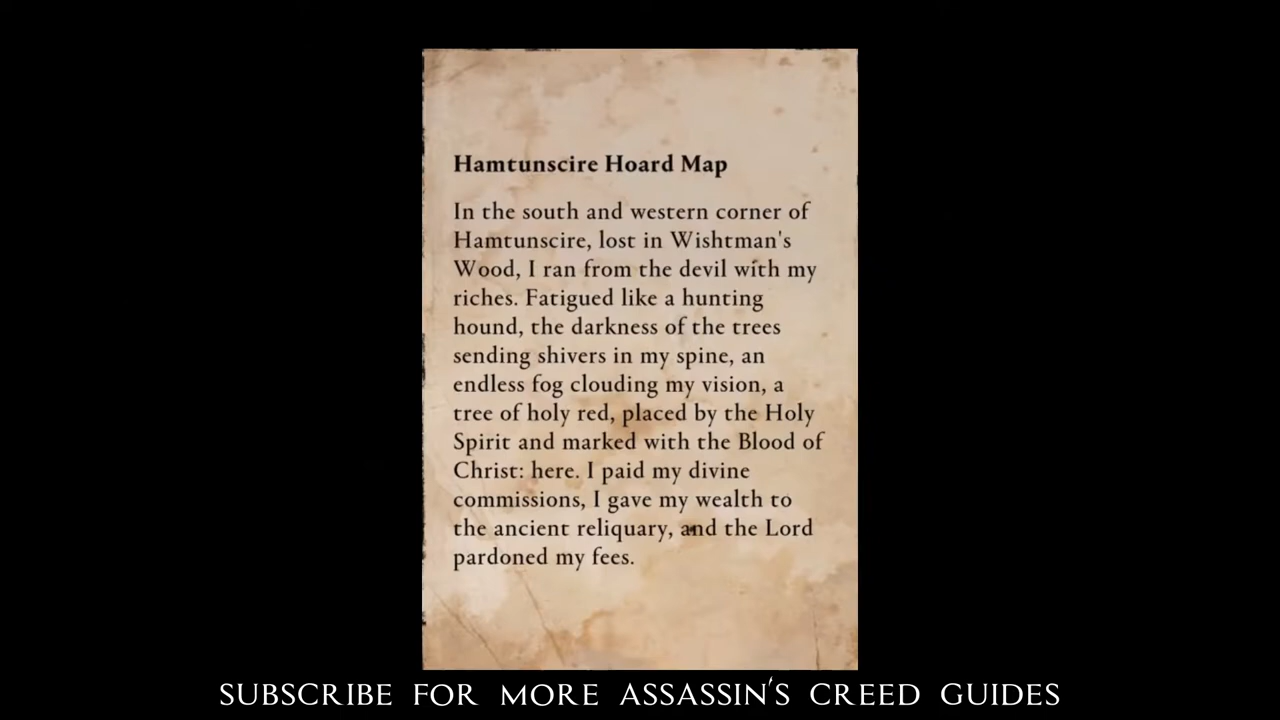 Hamtunscire Hoard Map
In the south and western corner of
Hamtunscire, lost in Wishtman's
Wood, I ran from the devil with my
riches. Fatigued like a hunting
hound, the darkness of the trees
sending shivers in my spine, an
endless fog clouding my vision, a
tree of holy red, placed by the Holy
Spirit and marked with the Blood of
Christ: here. I paid my divine
commissions, I gave my wealth to
the ancient reliquary, and the Lord
pardoned my fees.
SUBSCRIBE FOR MORE ASSASSIN'S CREED GUIDES